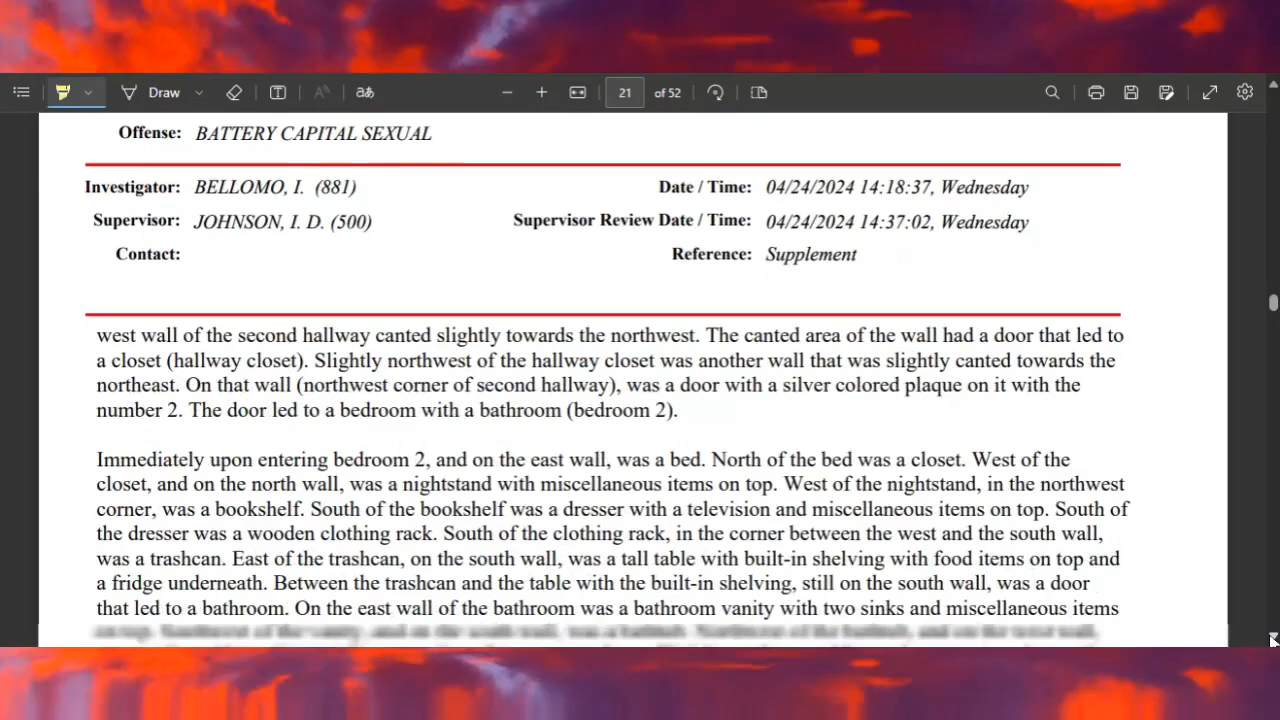 Draw
aあ
21 of 52
Offense: BATTERY CAPITAL SEXUAL
Investigator: BELLOMO, I. (881) Date / Time: 04/24/2024 14:18:37, Wednesday
Supervisor: JOHNSON, I. D. (500) Supervisor Review Date / Time: 04/24/2024 14:37:02, Wednesday
Contact: Reference: Supplement
west wall of the second hallway canted slightly towards the northwest. The canted area of the wall had a door that led to
a closet (hallway closet). Slightly northwest of the hallway closet was another wall that was slightly canted towards the
northeast. On that wall (northwest corner of second hallway), was a door with a silver colored plaque on it with the
number 2. The door led to a bedroom with a bathroom (bedroom 2).
Immediately upon entering bedroom 2, and on the east wall, was a bed. North of the bed was a closet. West of the
closet, and on the north wall, was a nightstand with miscellaneous items on top. West of the nightstand, in the northwest
corner, was a bookshelf. South of the bookshelf was a dresser with a television and miscellaneous items on top. South of
the dresser was a wooden clothing rack. South of the clothing rack, in the corner between the west and the south wall,
was a trashcan. East of the trashcan, on the south wall, was a tall table with built-in shelving with food items on top and
a fridge underneath. Between the trashcan and the table with the built-in shelving, still on the south wall, was a door
that led to a bathroom. On the east wall of the bathroom was a bathroom vanity with two sinks and miscellaneous items